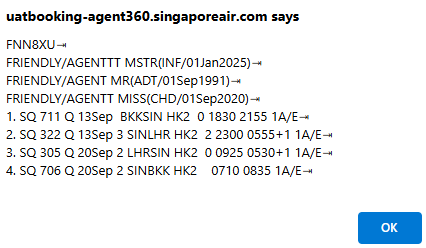 uatbooking-agent360.singaporeair.com says
FNN8XU⇥
FRIENDLY/AGENTTT MSTR(INF/01Jan2025)⇥
FRIENDLY/AGENT MR(ADT/01Sep1991)⇥
FRIENDLY/AGENTT MISS(CHD/01Sep2020)⇥
1. SQ 711 Q 13Sep  BKKSIN HK2  0 1830 2155 1A/E⇥
2. SQ 322 Q 13Sep 3 SINLHR HK2  2 2300 0555+1 1A/E⇥
3. SQ 305 Q 20Sep 2 LHRSIN HK2  0 0925 0530+1 1A/E⇥
4. SQ 706 Q 20Sep 2 SINBKK HK2    0710 0835 1A/E⇥
OK